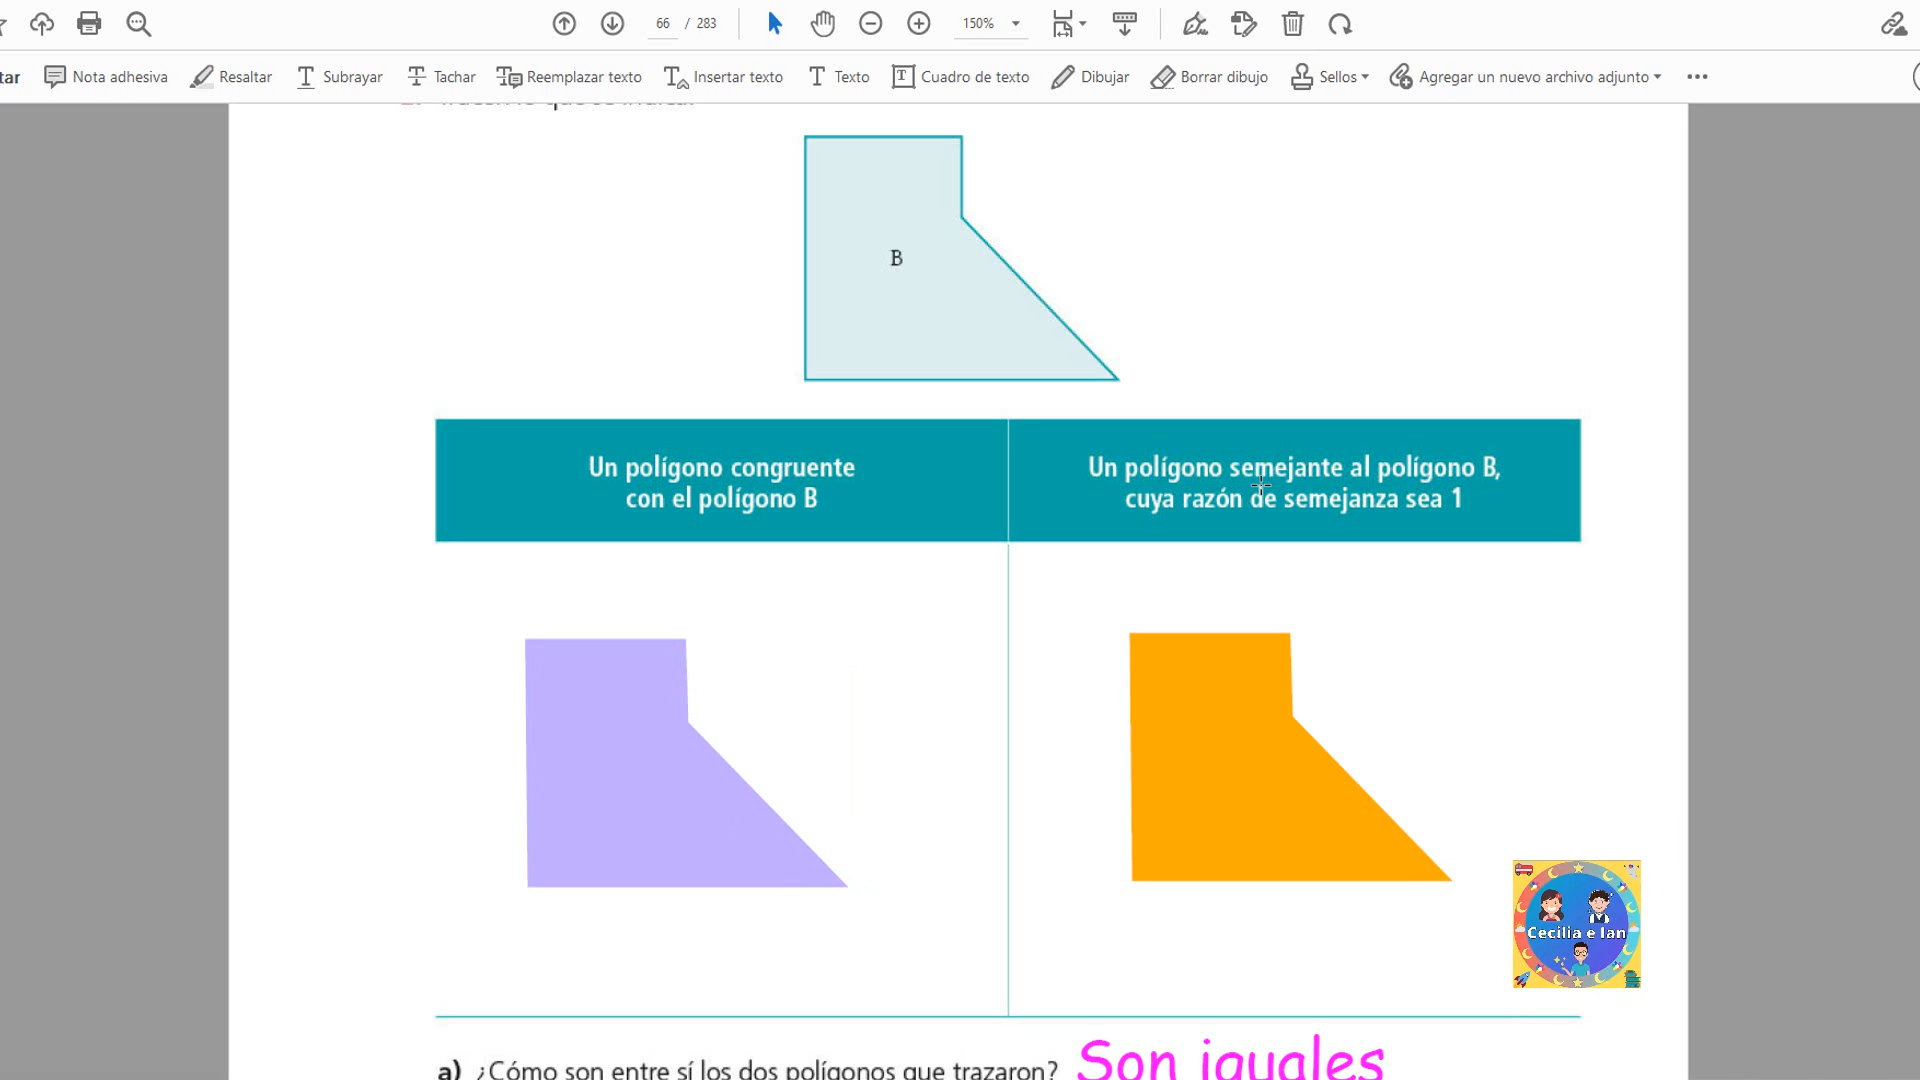 66 / 283 150%
tar Nota adhesiva Resaltar Subrayar Tachar Reemplazar texto Insertar texto Texto Cuadro de texto Dibujar Borrar dibujo Sellos Agregar un nuevo archivo adjunto
B
Un polígono congruente
con el polígono B
Un polígono semejante al polígono B,
cuya razón de semejanza sea 1
Cecilia e Ian
a) ¿Cómo son entre sí los dos polígonos que trazaron? Son iguales